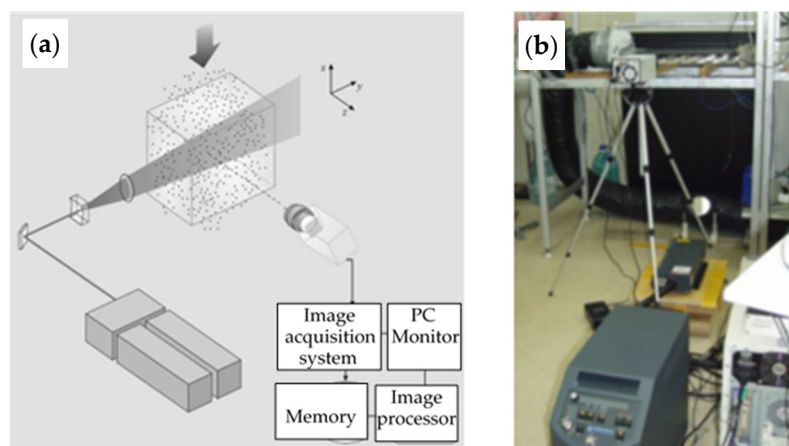 (a)
x
y
z
Image
acquisition
system
PC
Monitor
Memory
Image
processor
(b)